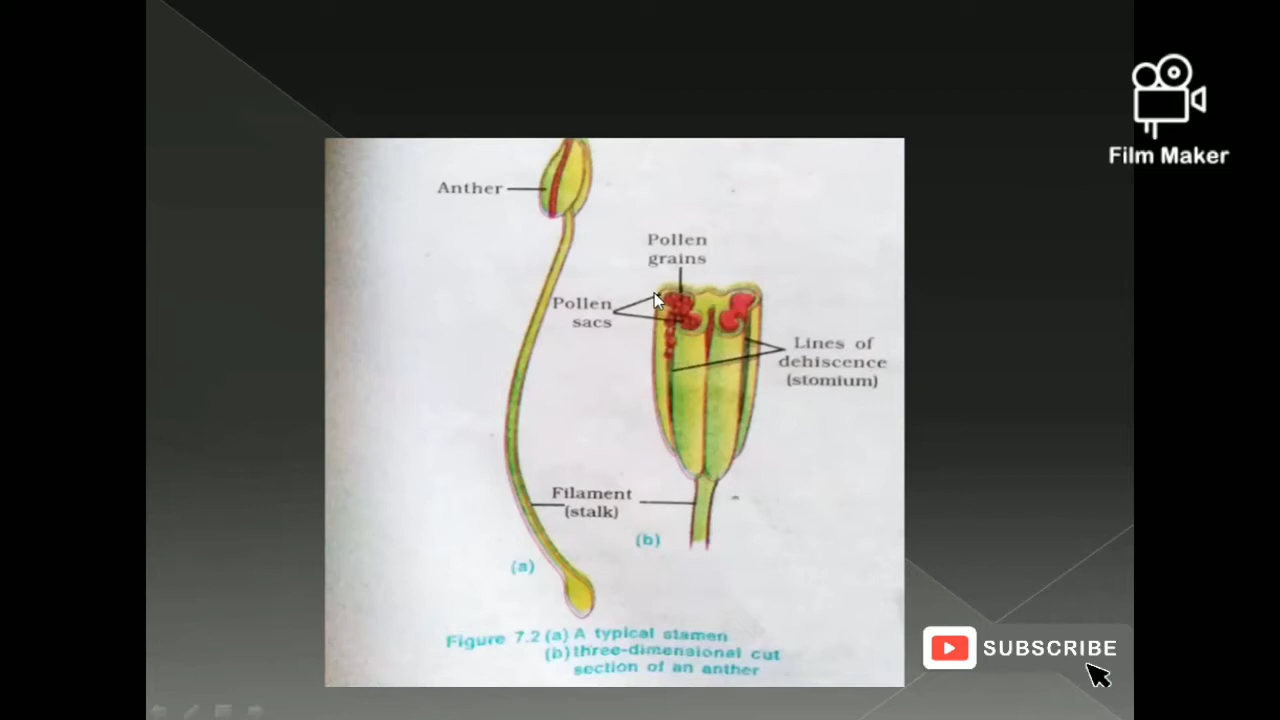 Film Maker
Anther
Pollen
grains
Pollen
sacs
Lines of
dehiscence
(stomium)
Filament
(stalk)
(b)
(a)
Figure 7.2 (a) A typical stamen
(b) three-dimensional cut
section of an anther
SUBSCRIBE